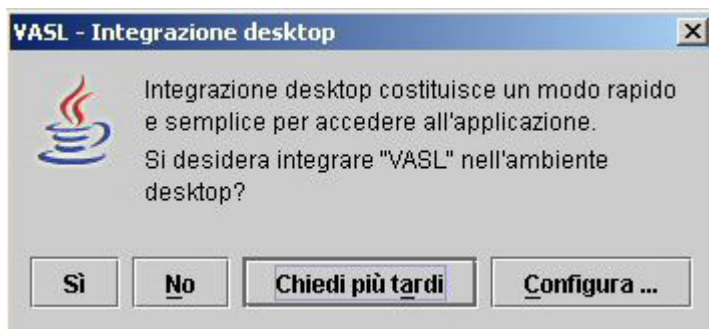 VASL - Integrazione desktop
Integrazione desktop costituisce un modo rapido
e semplice per accedere all'applicazione.
Si desidera integrare "VASL" nell'ambiente
desktop?
Sì No Chiedi più tardi Configura ...